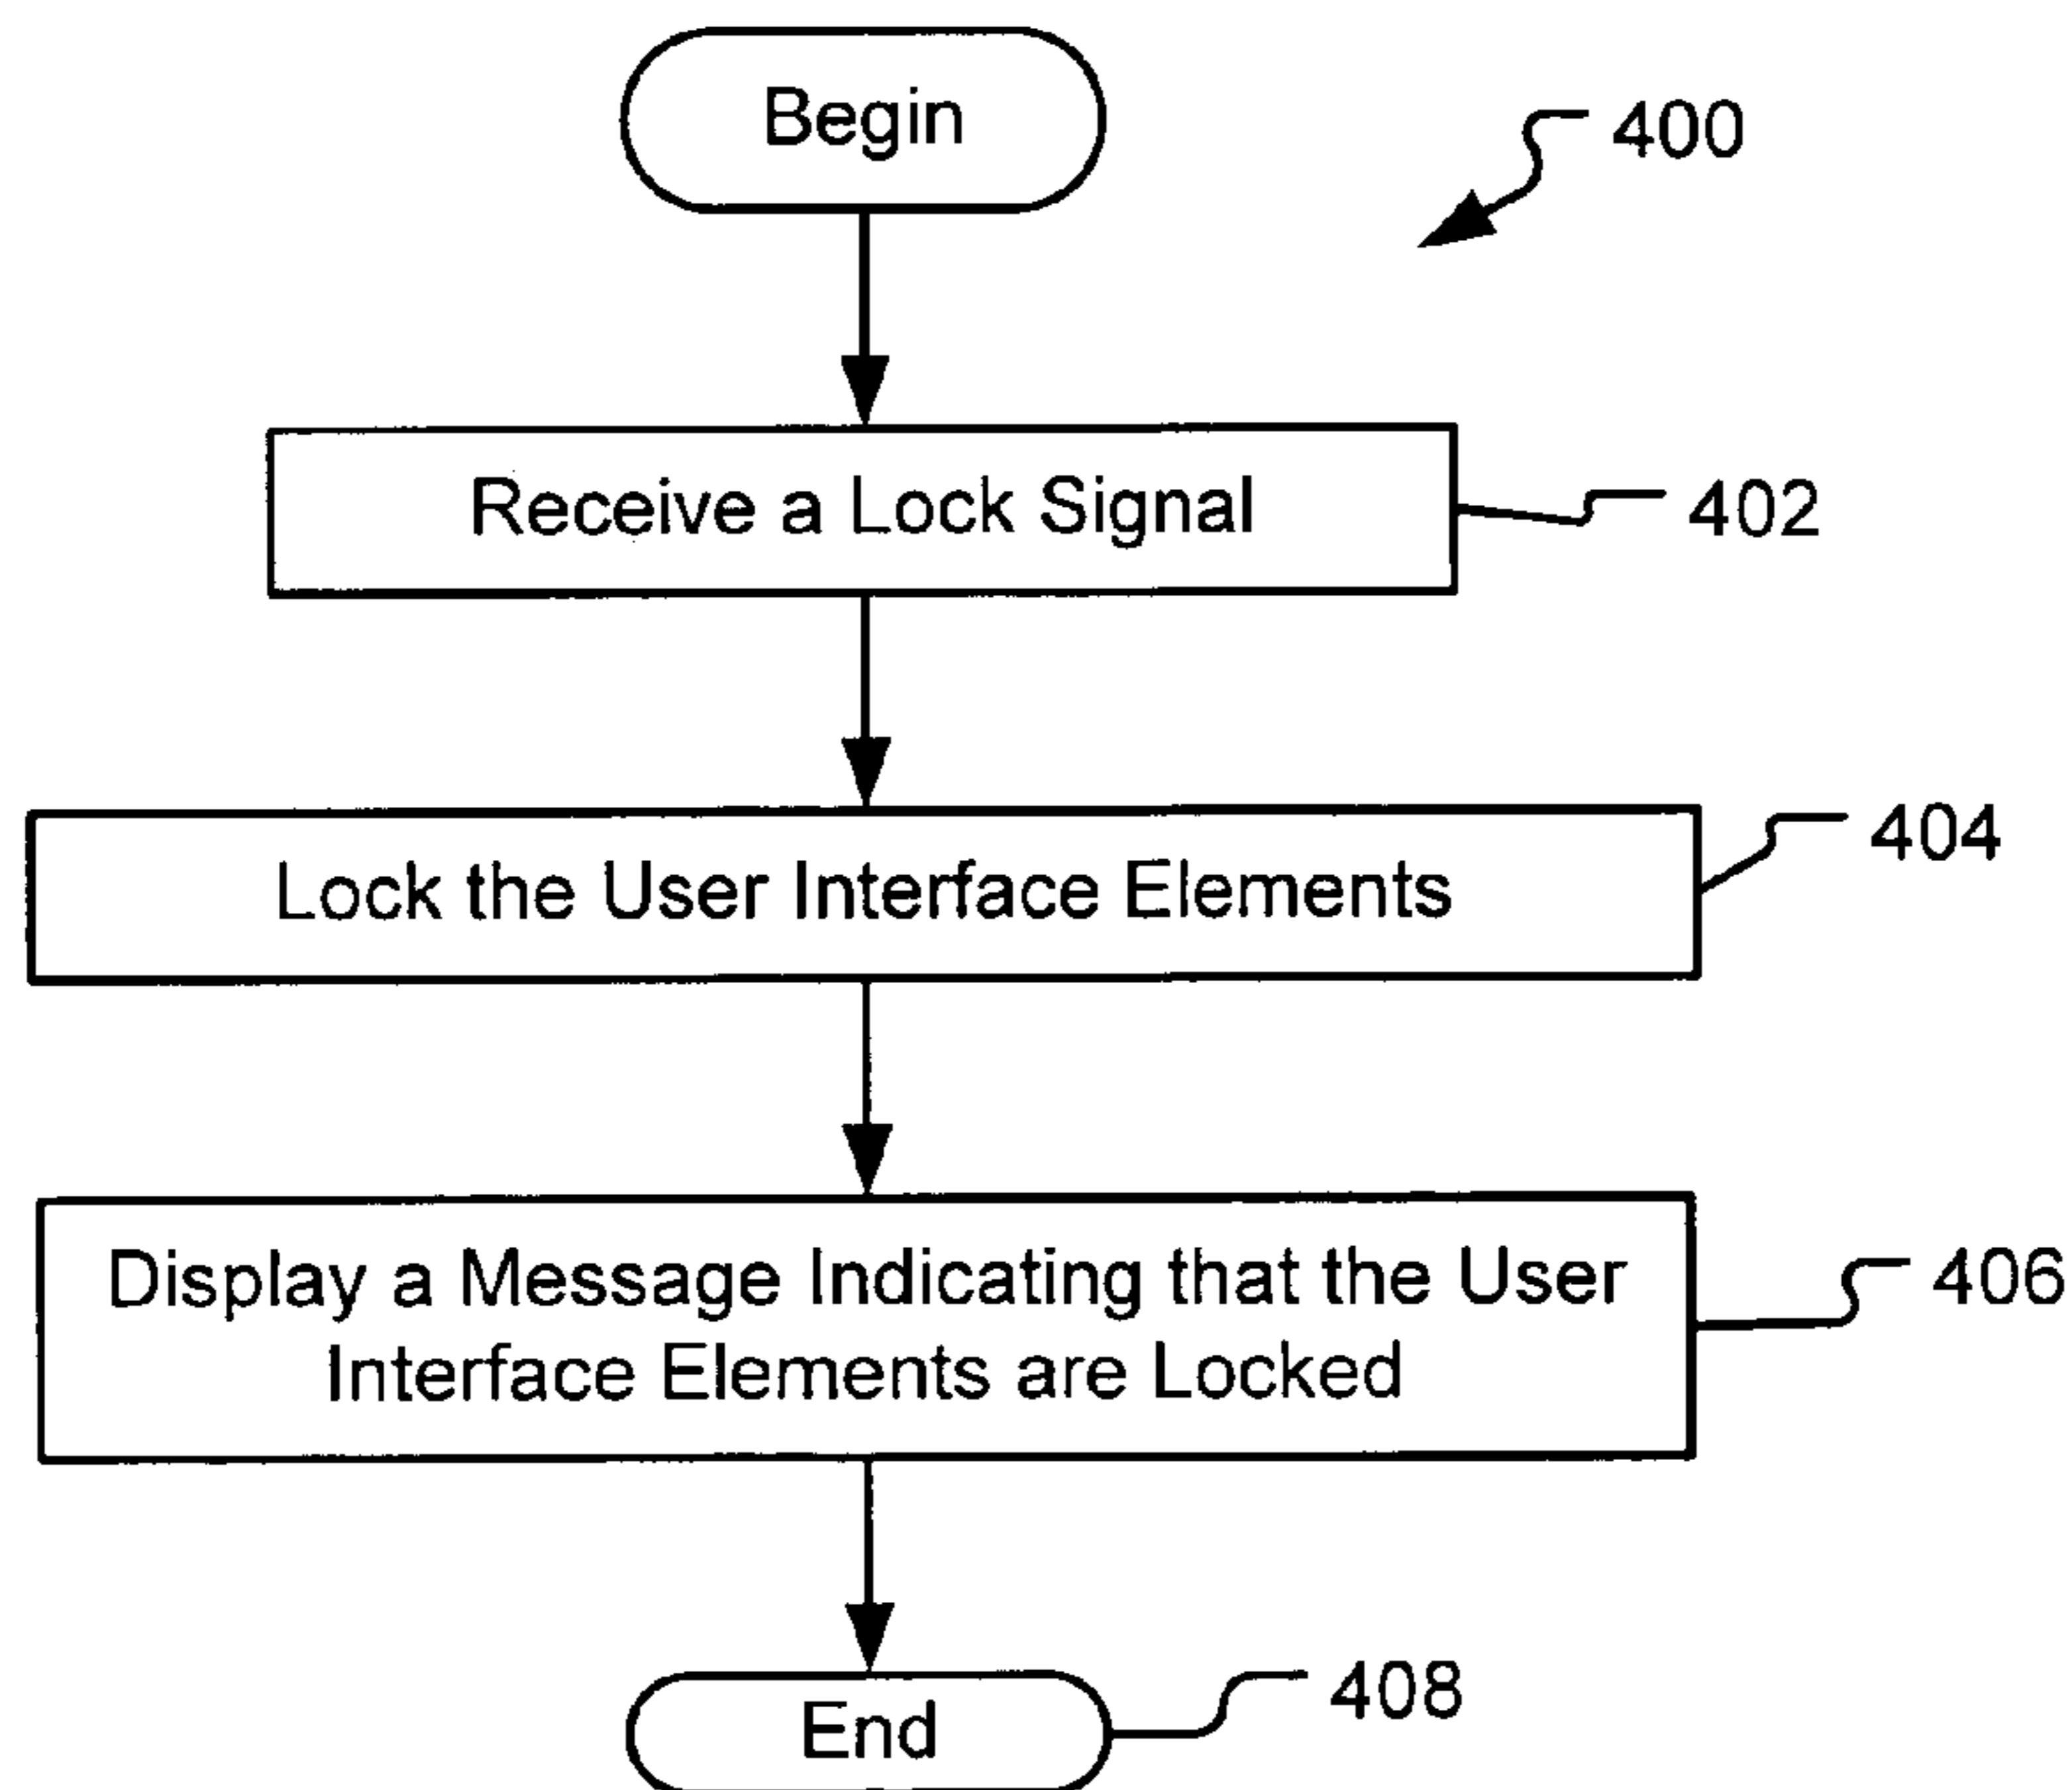 Begin
400
Receive a Lock Signal
402
Lock the User Interface Elements
404
Display a Message Indicating that the User
Interface Elements are Locked
406
End
408